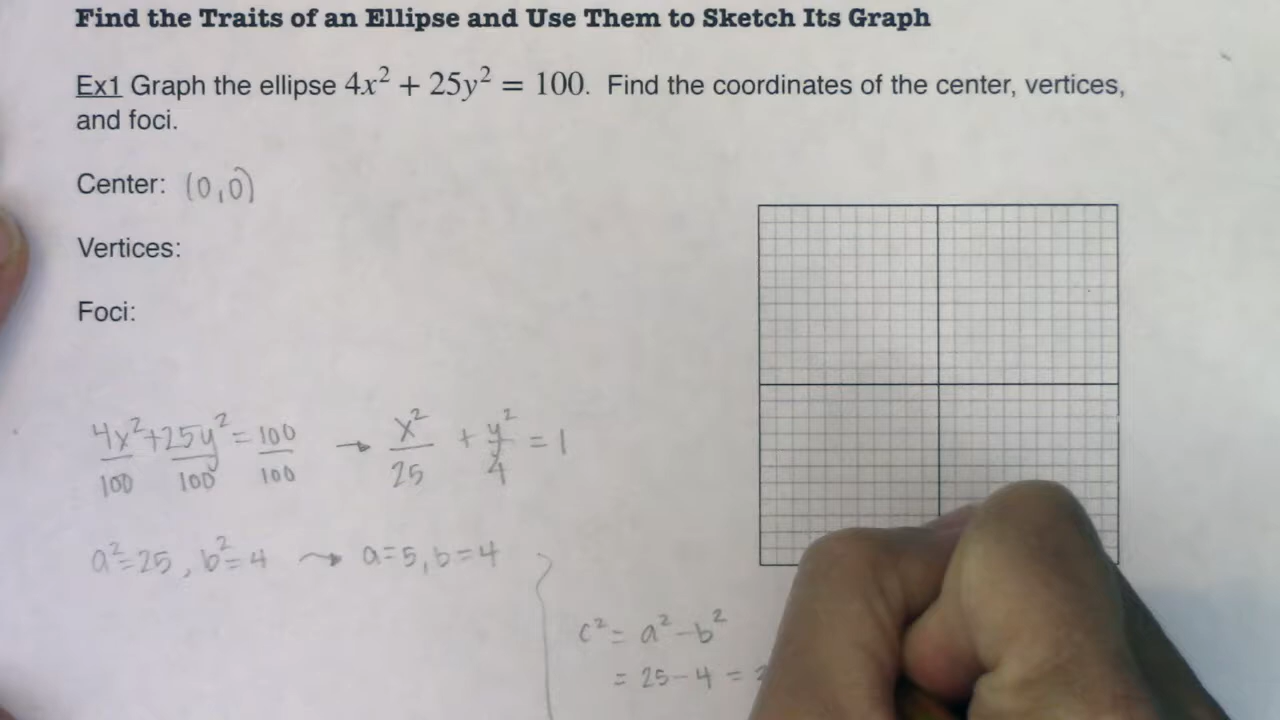 Find the Traits of an Ellipse and Use Them to Sketch Its Graph
Ex1 Graph the ellipse 4x² + 25y² = 100. Find the coordinates of the center, vertices,
and foci.
Center: (0,0)
Vertices:
Foci:
4x²/100 + 25y²/100 = 100/100 → x²/25 + y²/4 = 1
a²=25, b²=4 → a=5, b=4
c² = a² - b²
= 25 - 4 =